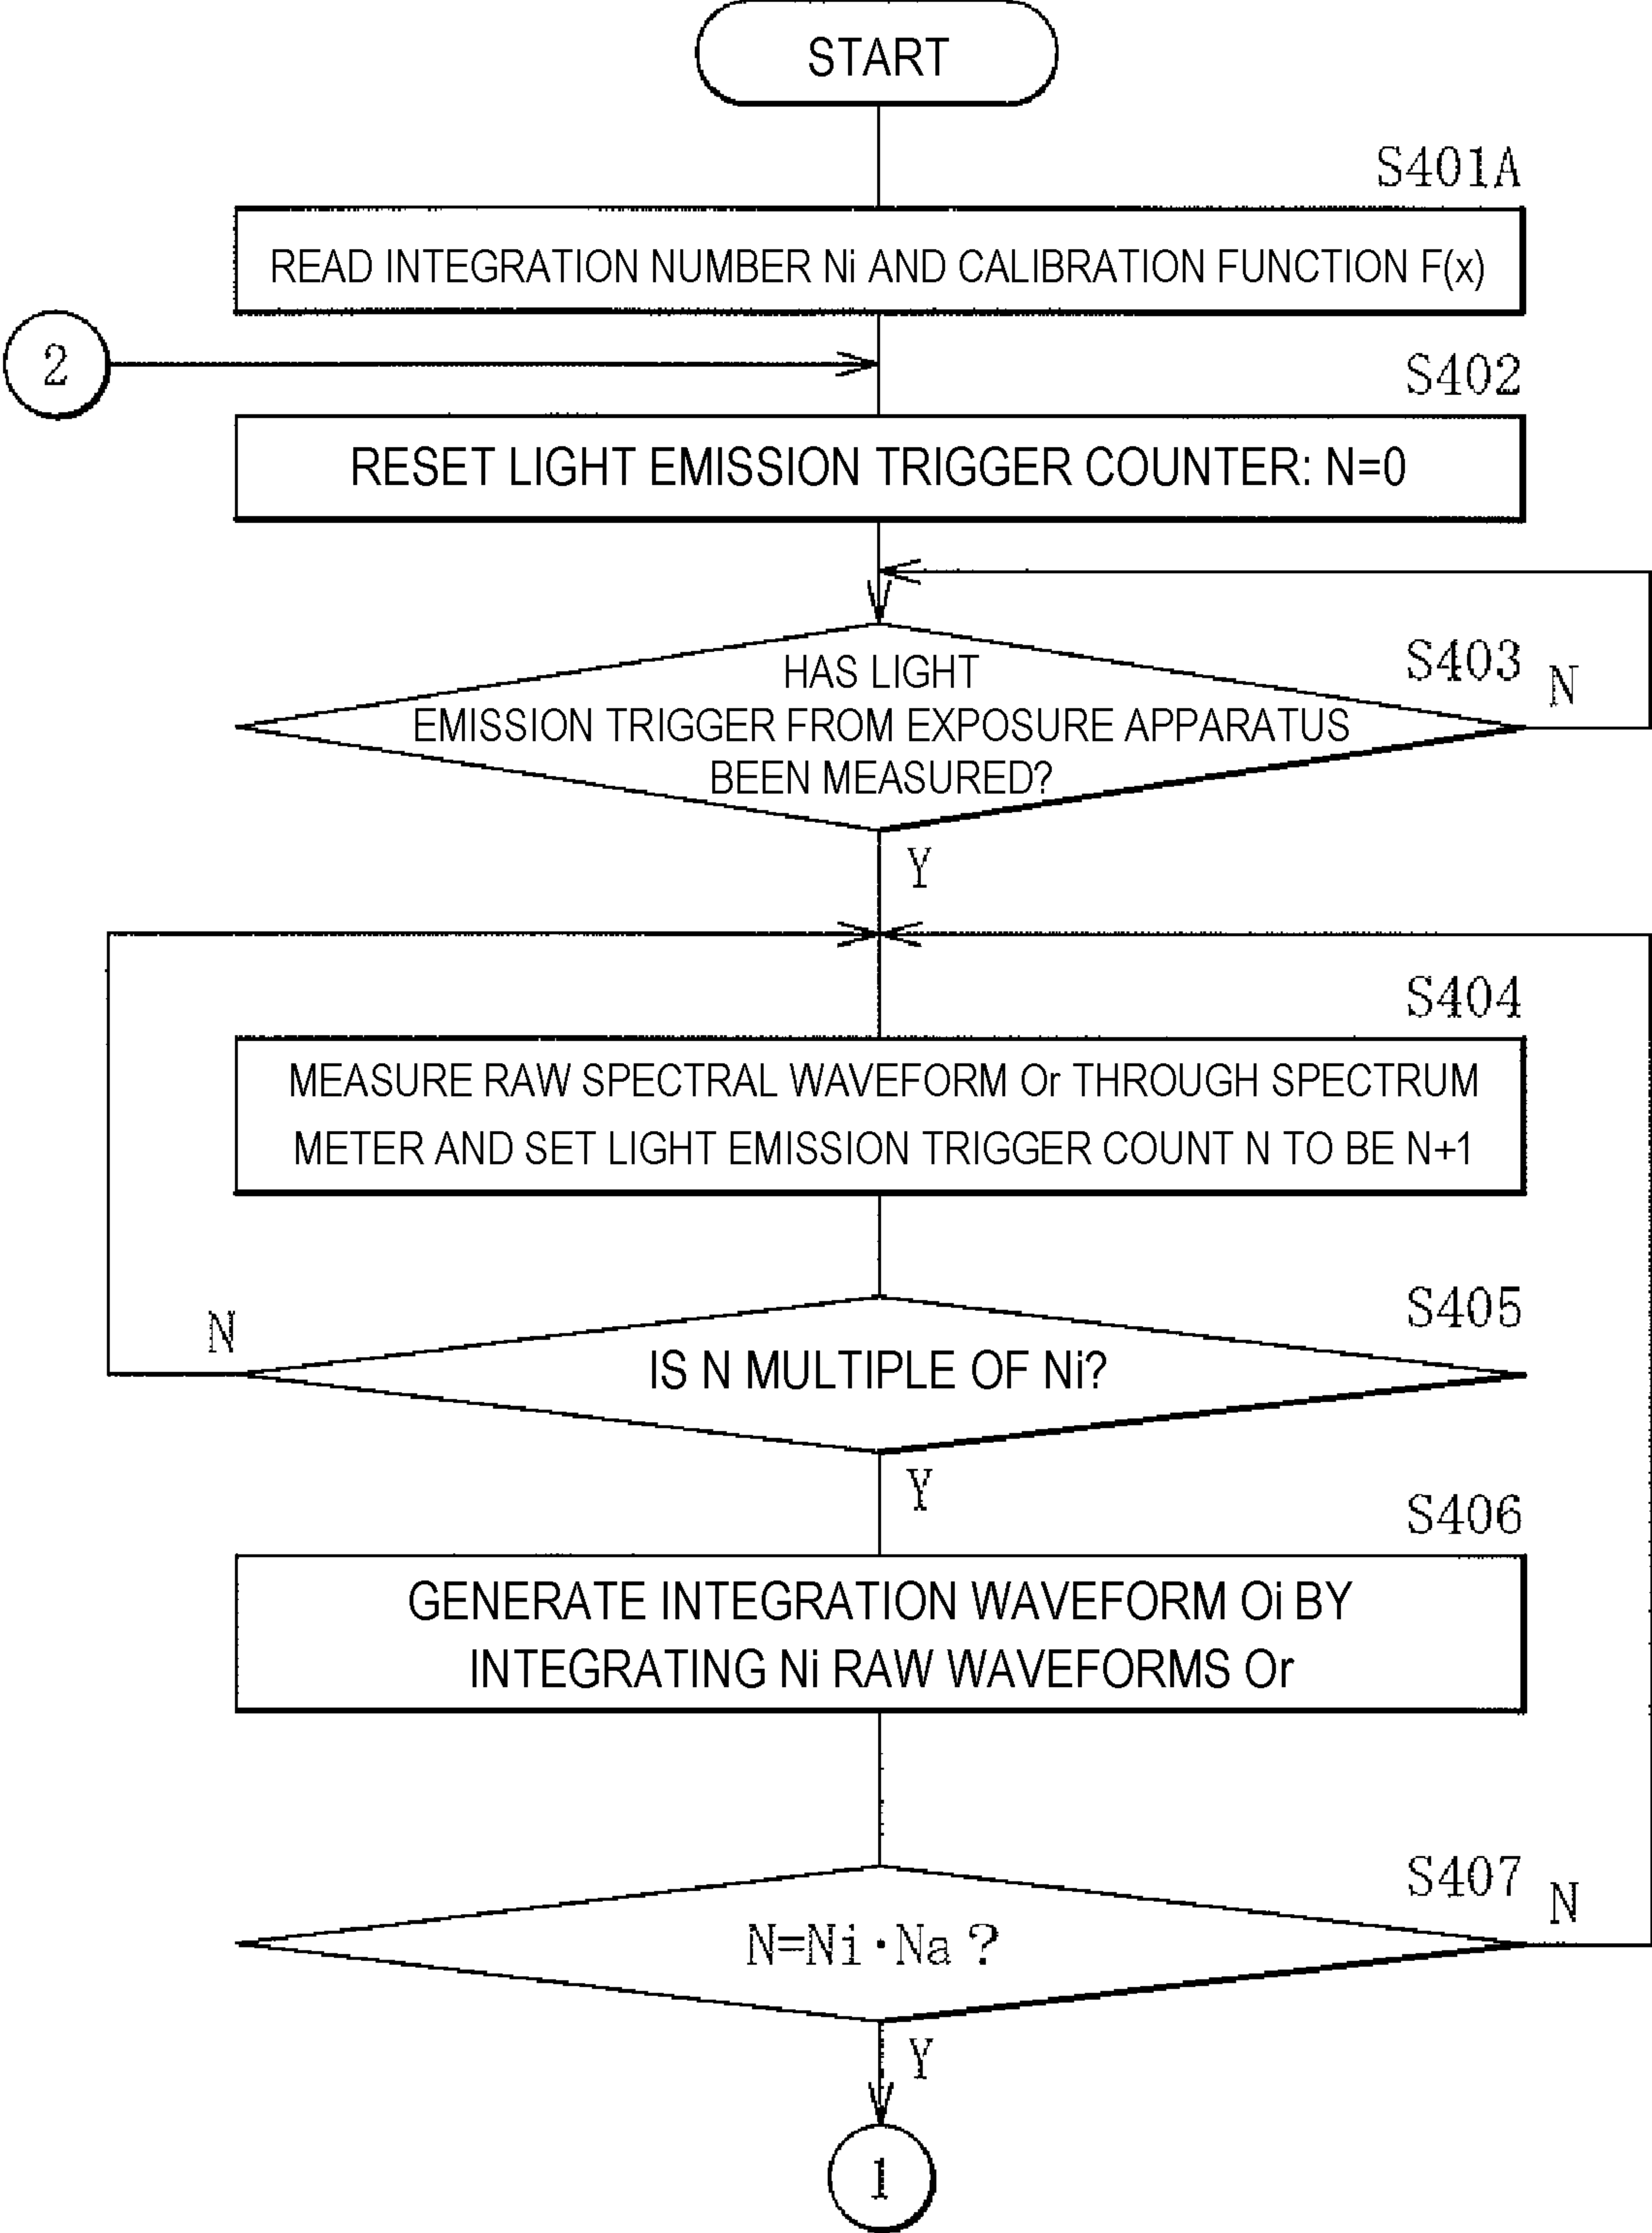 START
S401A
READ INTEGRATION NUMBER Ni AND CALIBRATION FUNCTION F(x)
2
S402
RESET LIGHT EMISSION TRIGGER COUNTER: N=0
S403
HAS LIGHT
EMISSION TRIGGER FROM EXPOSURE APPARATUS
BEEN MEASURED?
N
Y
S404
MEASURE RAW SPECTRAL WAVEFORM Or THROUGH SPECTRUM
METER AND SET LIGHT EMISSION TRIGGER COUNT N TO BE N+1
S405
N
IS N MULTIPLE OF Ni?
Y
S406
GENERATE INTEGRATION WAVEFORM Oi BY
INTEGRATING Ni RAW WAVEFORMS Or
S407
N
N=Ni·Na?
Y
1